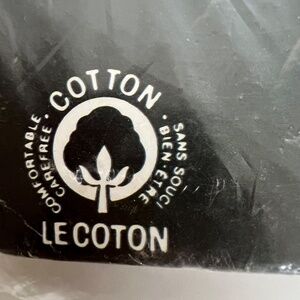 COTTON
COMFORTABLE
CAREFREE
SANS SOUCI
BIEN-ÊTRE
LE COTON